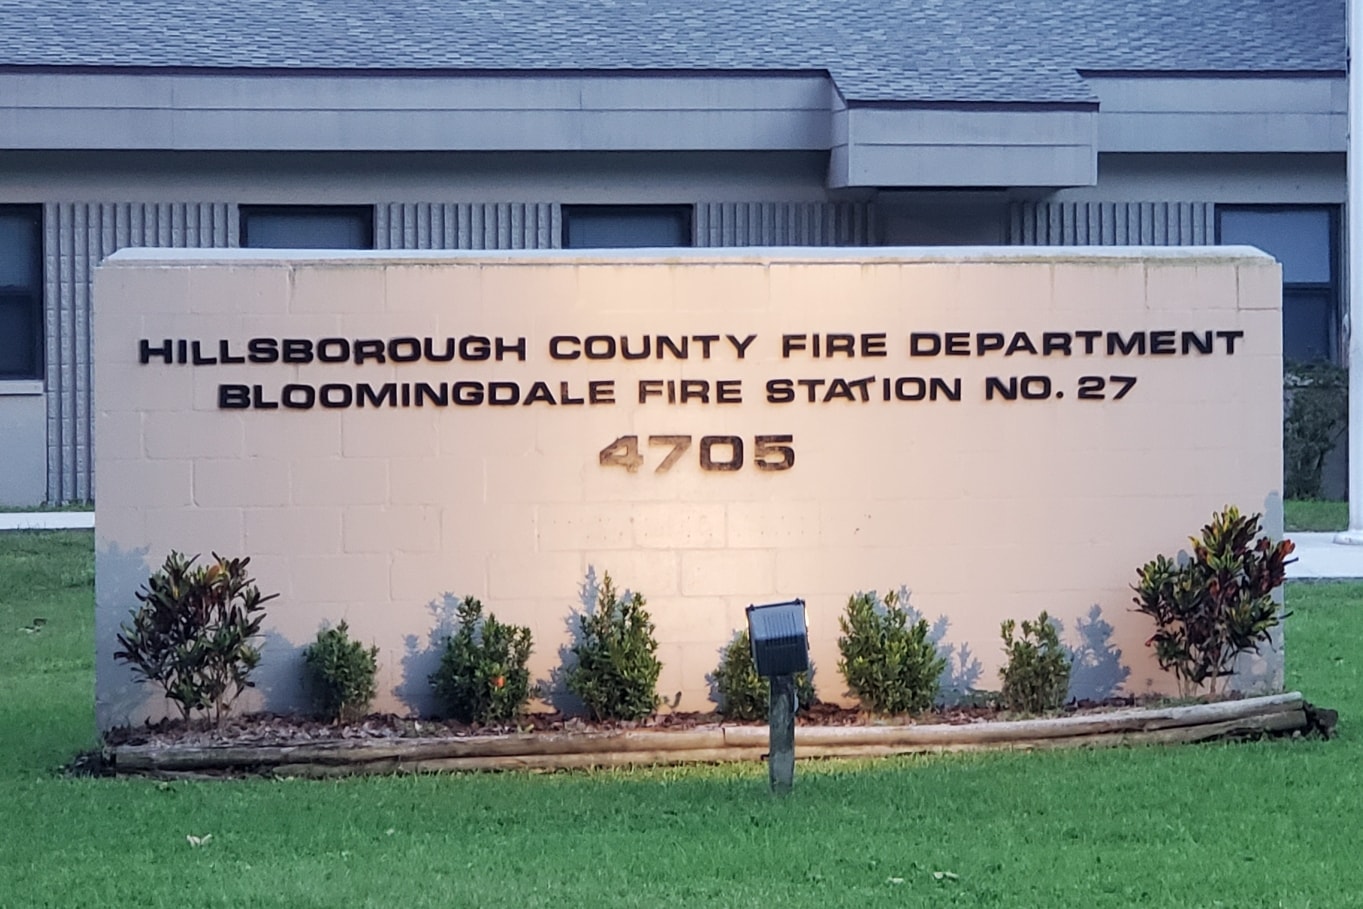 HILLSBOROUGH COUNTY FIRE DEPARTMENT
BLOOMINGDALE FIRE STATION NO. 27
4705